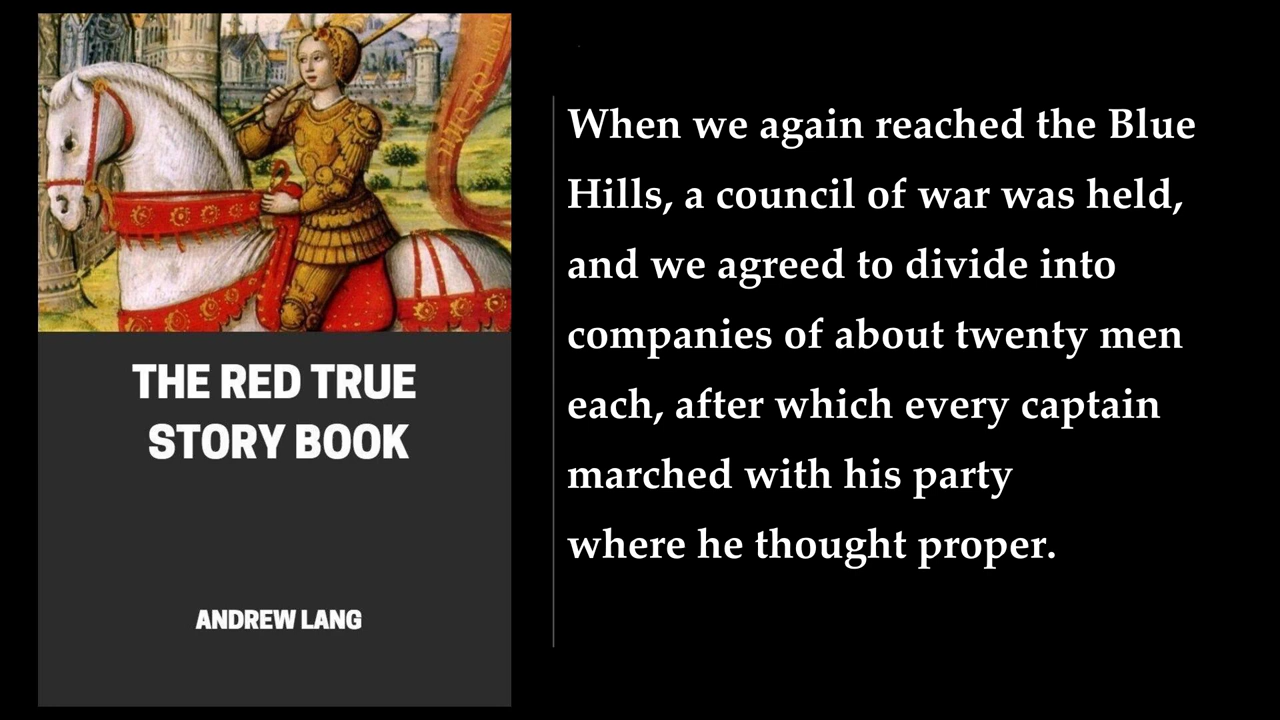 THE RED TRUE
STORY BOOK
ANDREW LANG
When we again reached the Blue
Hills, a council of war was held,
and we agreed to divide into
companies of about twenty men
each, after which every captain
marched with his party
where he thought proper.